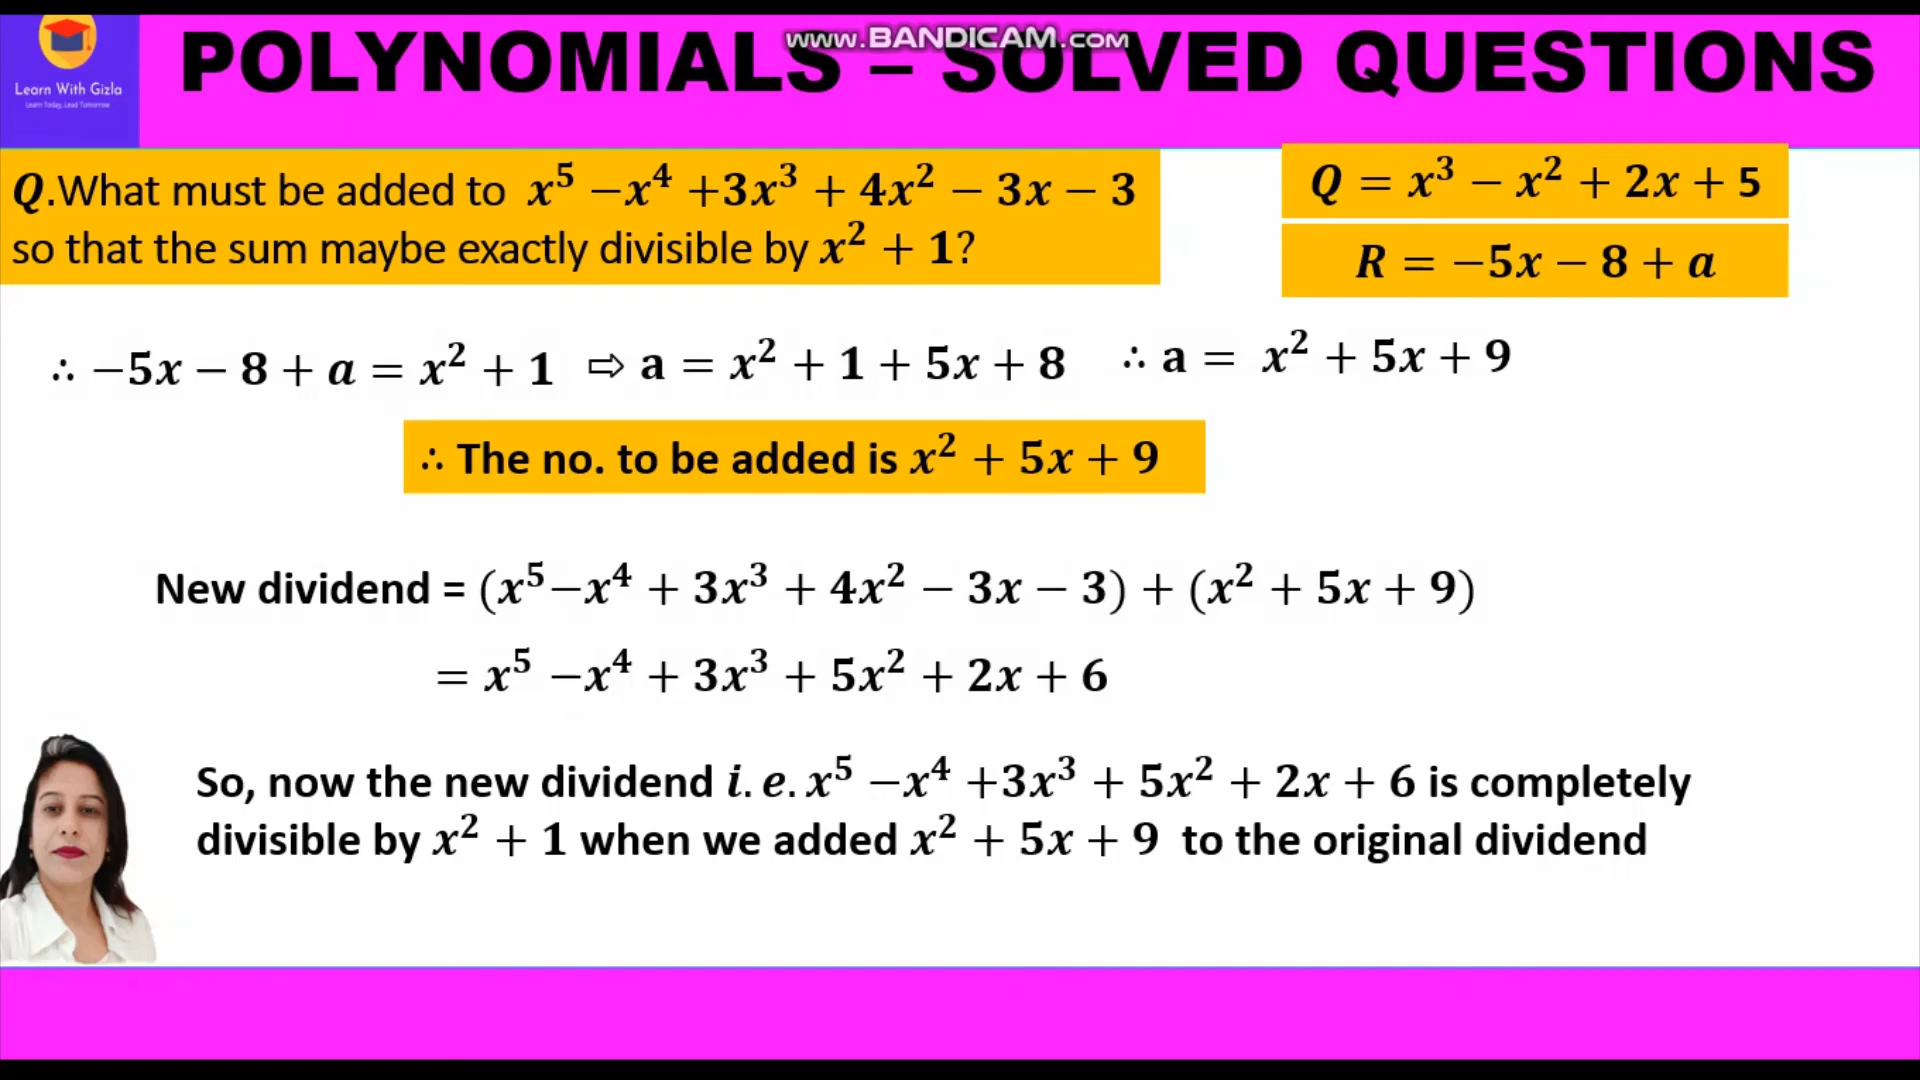 www.BANDICAM.com
POLYNOMIALS – SOLVED QUESTIONS
Learn With Gizla
Learn Today, Lead Tomorrow
Q.What must be added to x⁵ −x⁴ +3x³ + 4x² − 3x − 3
so that the sum maybe exactly divisible by x² + 1?
Q = x³ − x² + 2x + 5
R = −5x − 8 + a
∴ −5x − 8 + a = x² + 1 ⇨ a = x² + 1 + 5x + 8 ∴ a = x² + 5x + 9
∴ The no. to be added is x² + 5x + 9
New dividend = (x⁵−x⁴ + 3x³ + 4x² − 3x − 3) + (x² + 5x + 9)
= x⁵ −x⁴ + 3x³ + 5x² + 2x + 6
So, now the new dividend i. e. x⁵ −x⁴ +3x³ + 5x² + 2x + 6 is completely
divisible by x² + 1 when we added x² + 5x + 9 to the original dividend